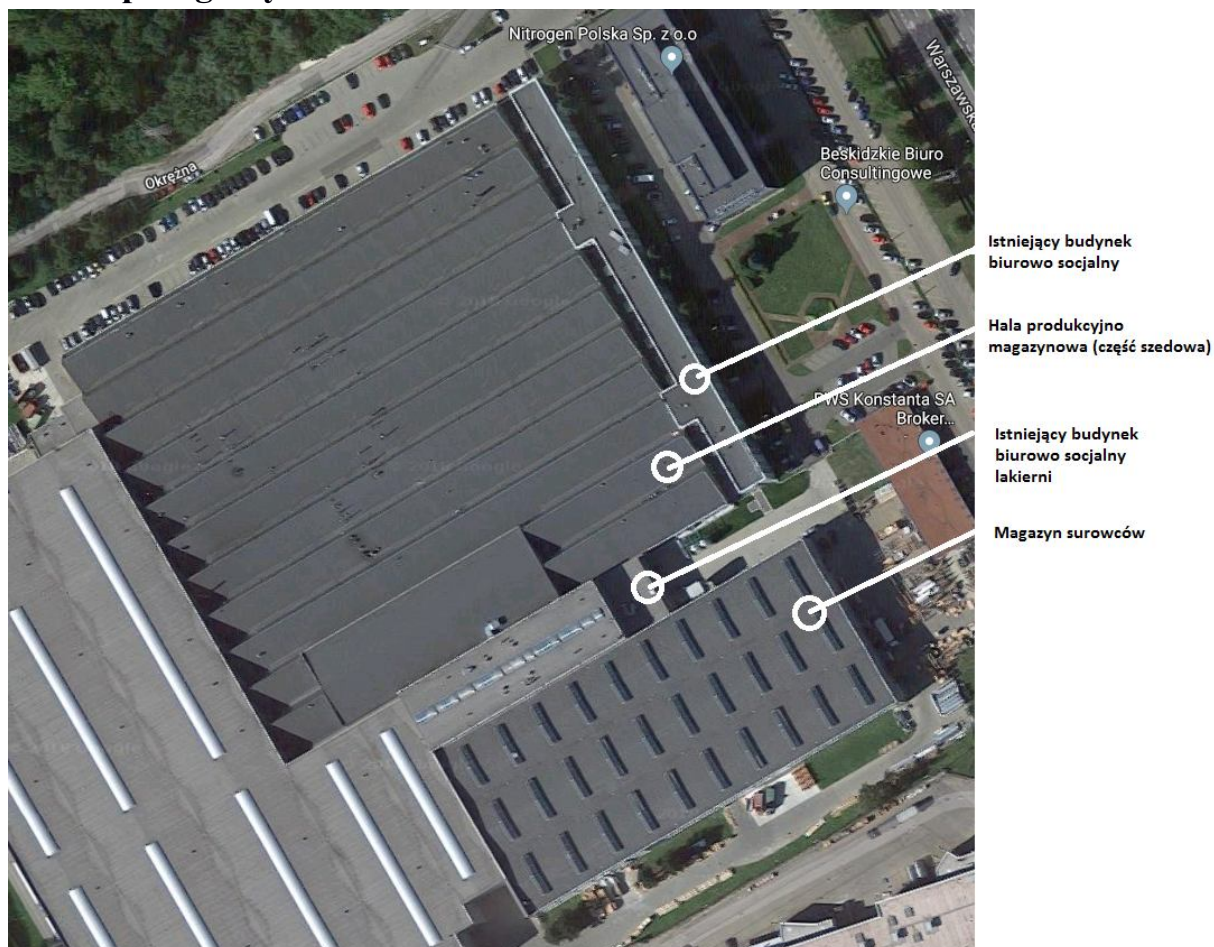 Nitrogen Polska Sp. z o.o
Warszawska
Beskidzkie Biuro
Consultingowe
Okrężna
Istniejący budynek
biurowo socjalny
Hala produkcyjno
magazynowa (część szedowa)
PWS Konstanta SA
Broker...
Istniejący budynek
biurowo socjalny
lakierni
Magazyn surowców